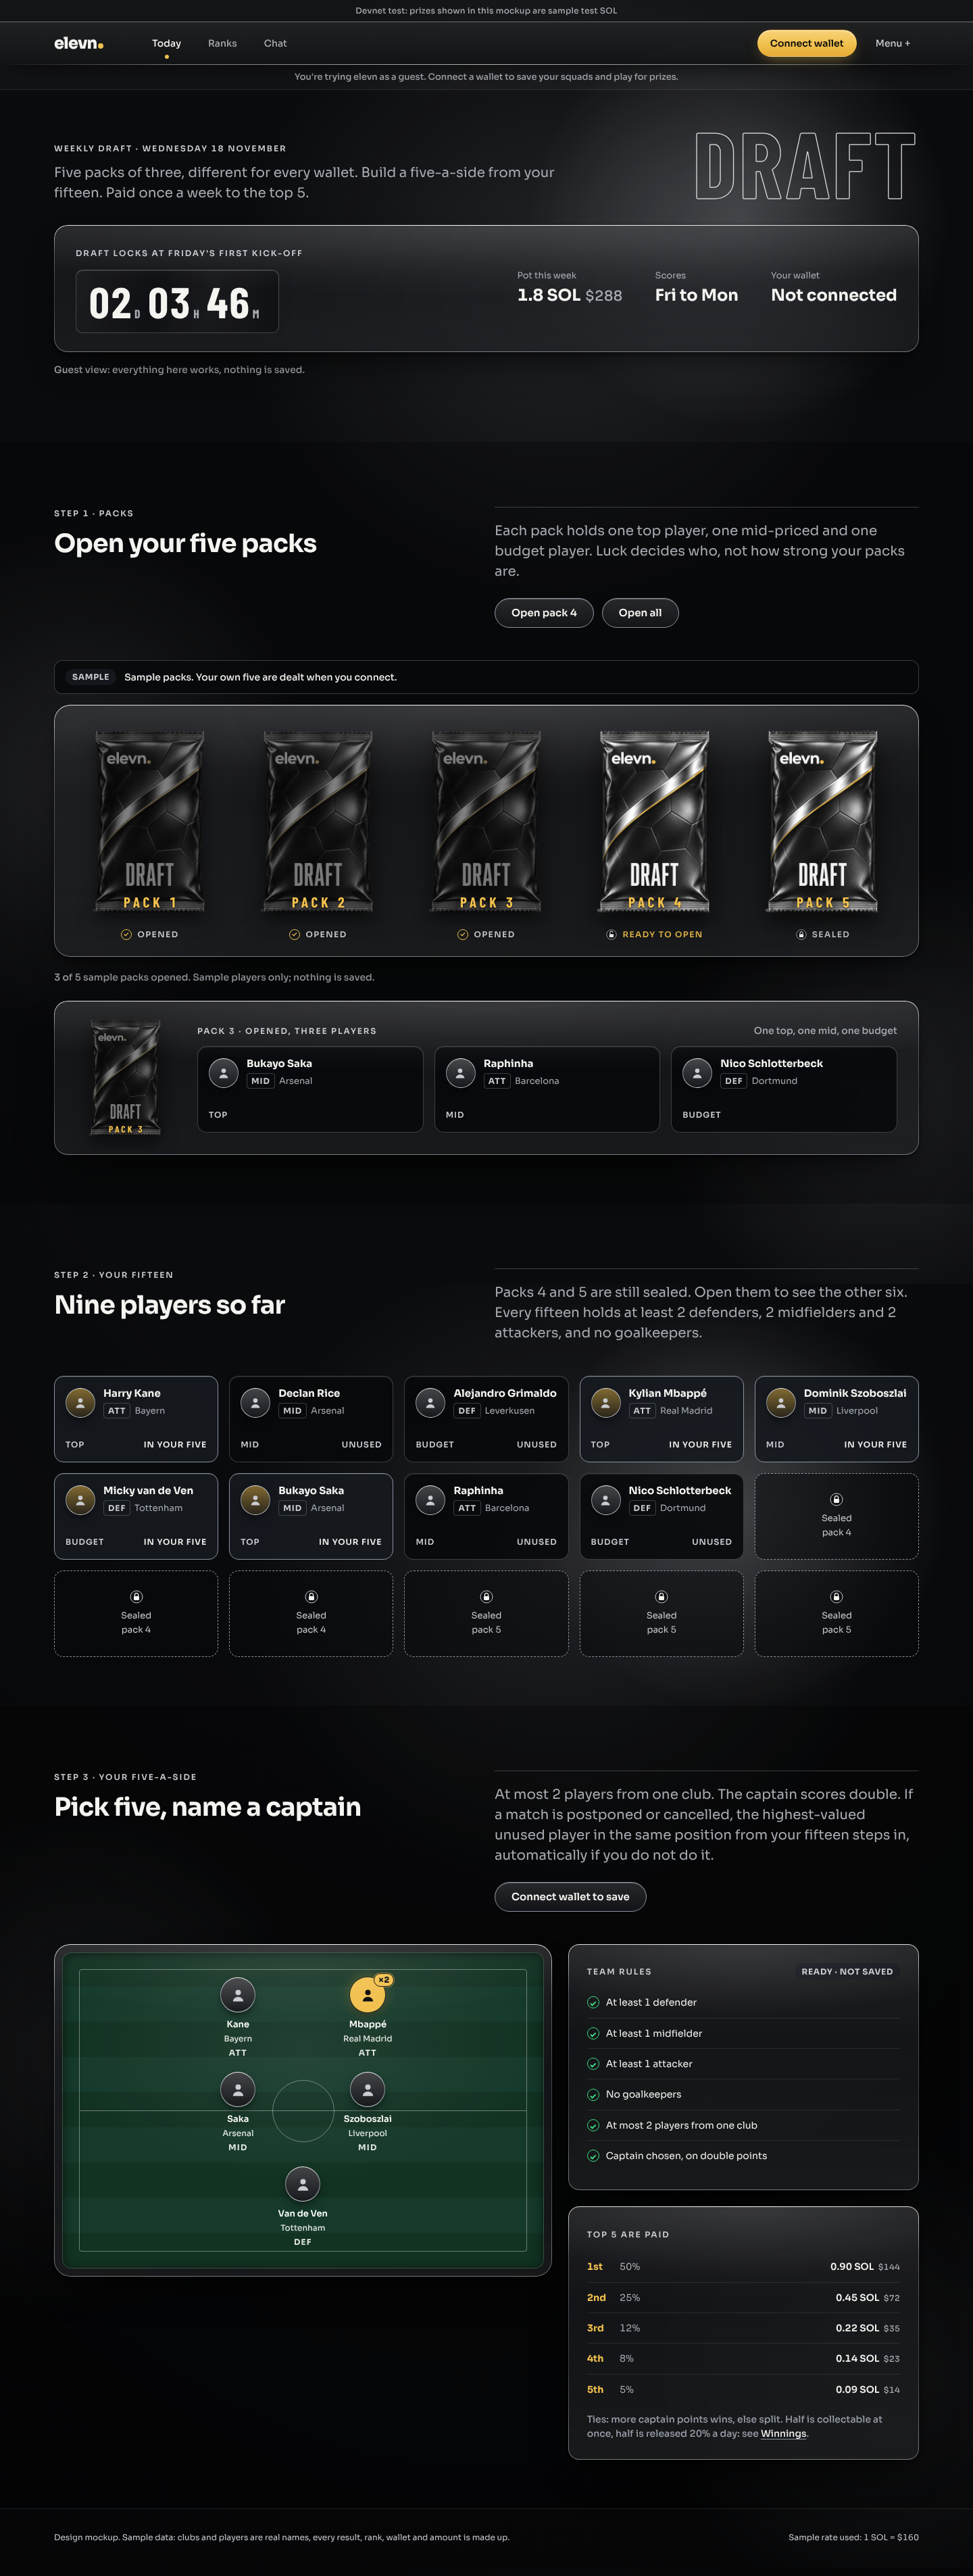 Devnet test: prizes shown in this mockup are sample test SOL
elevn. Today Ranks Chat Connect wallet Menu +
You're trying elevn as a guest. Connect a wallet to save your squads and play for prizes.
WEEKLY DRAFT · WEDNESDAY 18 NOVEMBER
Five packs of three, different for every wallet. Build a five-a-side from your
fifteen. Paid once a week to the top 5.
DRAFT
DRAFT LOCKS AT FRIDAY'S FIRST KICK-OFF
02 D 03 H 46 M
Pot this week
1.8 SOL $288
Scores
Fri to Mon
Your wallet
Not connected
Guest view: everything here works, nothing is saved.
STEP 1 · PACKS
Open your five packs
Each pack holds one top player, one mid-priced and one
budget player. Luck decides who, not how strong your packs
are.
Open pack 4 Open all
SAMPLE Sample packs. Your own five are dealt when you connect.
elevn. elevn. elevn. elevn. elevn.
DRAFT DRAFT DRAFT DRAFT DRAFT
PACK 1 PACK 2 PACK 3 PACK 4 PACK 5
OPENED OPENED OPENED READY TO OPEN SEALED
3 of 5 sample packs opened. Sample players only; nothing is saved.
elevn.
DRAFT
PACK 3
PACK 3 · OPENED, THREE PLAYERS One top, one mid, one budget
Bukayo Saka
MID Arsenal
TOP
Raphinha
ATT Barcelona
MID
Nico Schlotterbeck
DEF Dortmund
BUDGET
STEP 2 · YOUR FIFTEEN
Nine players so far
Packs 4 and 5 are still sealed. Open them to see the other six.
Every fifteen holds at least 2 defenders, 2 midfielders and 2
attackers, and no goalkeepers.
Harry Kane
ATT Bayern
TOP IN YOUR FIVE
Declan Rice
MID Arsenal
MID UNUSED
Alejandro Grimaldo
DEF Leverkusen
BUDGET UNUSED
Kylian Mbappé
ATT Real Madrid
TOP IN YOUR FIVE
Dominik Szoboszlai
MID Liverpool
MID IN YOUR FIVE
Micky van de Ven
DEF Tottenham
BUDGET IN YOUR FIVE
Bukayo Saka
MID Arsenal
TOP IN YOUR FIVE
Raphinha
ATT Barcelona
MID UNUSED
Nico Schlotterbeck
DEF Dortmund
BUDGET UNUSED
Sealed
pack 4
Sealed
pack 4
Sealed
pack 4
Sealed
pack 5
Sealed
pack 5
Sealed
pack 5
STEP 3 · YOUR FIVE-A-SIDE
Pick five, name a captain
At most 2 players from one club. The captain scores double. If
a match is postponed or cancelled, the highest-valued
unused player in the same position from your fifteen steps in,
automatically if you do not do it.
Connect wallet to save
Kane
Bayern
ATT
×2
Mbappé
Real Madrid
ATT
Saka
Arsenal
MID
Szoboszlai
Liverpool
MID
Van de Ven
Tottenham
DEF
TEAM RULES READY · NOT SAVED
At least 1 defender
At least 1 midfielder
At least 1 attacker
No goalkeepers
At most 2 players from one club
Captain chosen, on double points
TOP 5 ARE PAID
1st 50% 0.90 SOL $144
2nd 25% 0.45 SOL $72
3rd 12% 0.22 SOL $35
4th 8% 0.14 SOL $23
5th 5% 0.09 SOL $14
Ties: more captain points wins, else split. Half is collectable at
once, half is released 20% a day: see Winnings.
Design mockup. Sample data: clubs and players are real names, every result, rank, wallet and amount is made up.
Sample rate used: 1 SOL = $160